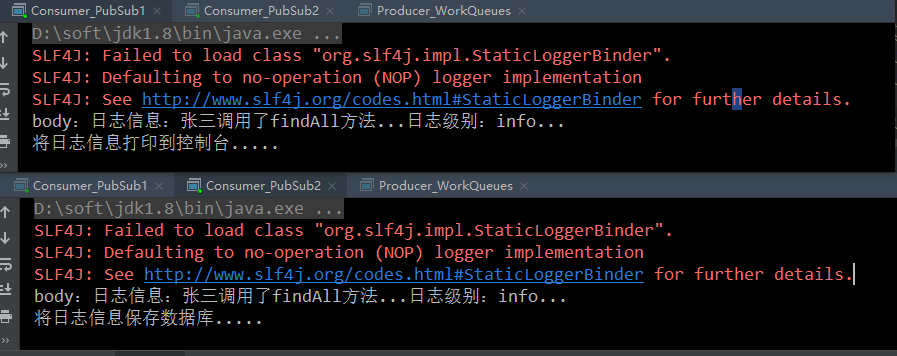 Consumer_PubSub1 × Consumer_PubSub2 × Producer_WorkQueues ×
D:\soft\jdk1.8\bin\java.exe ...
SLF4J: Failed to load class "org.slf4j.impl.StaticLoggerBinder".
SLF4J: Defaulting to no-operation (NOP) logger implementation
SLF4J: See http://www.slf4j.org/codes.html#StaticLoggerBinder for further details.
body：日志信息：张三调用了findAll方法...日志级别：info...
将日志信息打印到控制台.....
Consumer_PubSub1 × Consumer_PubSub2 × Producer_WorkQueues ×
D:\soft\jdk1.8\bin\java.exe ...
SLF4J: Failed to load class "org.slf4j.impl.StaticLoggerBinder".
SLF4J: Defaulting to no-operation (NOP) logger implementation
SLF4J: See http://www.slf4j.org/codes.html#StaticLoggerBinder for further details.
body：日志信息：张三调用了findAll方法...日志级别：info...
将日志信息保存数据库.....